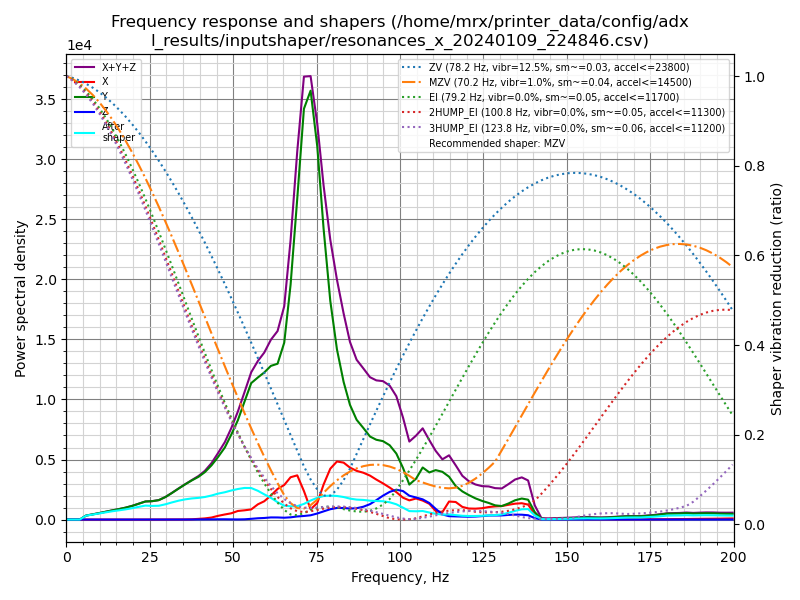 Frequency response and shapers (/home/mrx/printer_data/config/adx
l_results/inputshaper/resonances_x_20240109_224846.csv)
1e4
X+Y+Z
X
Y
Z
After
shaper
ZV (78.2 Hz, vibr=12.5%, sm~=0.03, accel<=23800)
MZV (70.2 Hz, vibr=1.0%, sm~=0.04, accel<=14500)
EI (79.2 Hz, vibr=0.0%, sm~=0.05, accel<=11700)
2HUMP_EI (100.8 Hz, vibr=0.0%, sm~=0.05, accel<=11300)
3HUMP_EI (123.8 Hz, vibr=0.0%, sm~=0.06, accel<=11200)
Recommended shaper: MZV
3.5
3.0
2.5
2.0
1.5
1.0
0.5
0.0
Power spectral density
1.0
0.8
0.6
0.4
0.2
0.0
Shaper vibration reduction (ratio)
0 25 50 75 100 125 150 175 200
Frequency, Hz